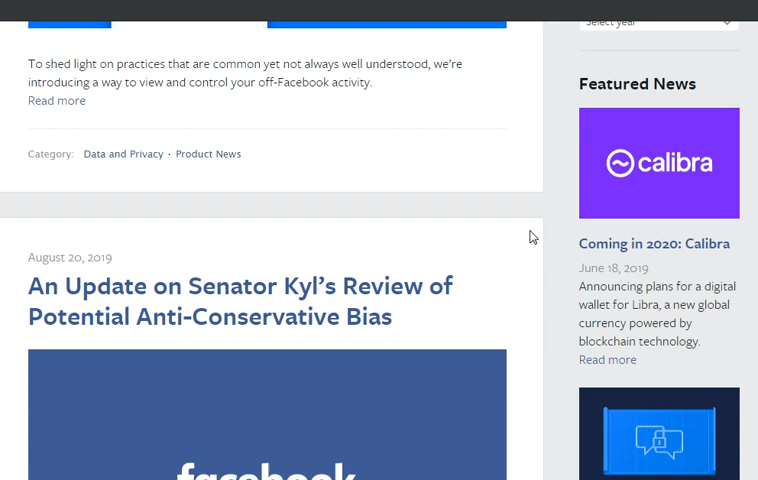 To shed light on practices that are common yet not always well understood, we're
introducing a way to view and control your off-Facebook activity.
Read more
Category: Data and Privacy · Product News
August 20, 2019
An Update on Senator Kyl's Review of
Potential Anti-Conservative Bias
facebook
Select year
Featured News
calibra
Coming in 2020: Calibra
June 18, 2019
Announcing plans for a digital
wallet for Libra, a new global
currency powered by
blockchain technology.
Read more